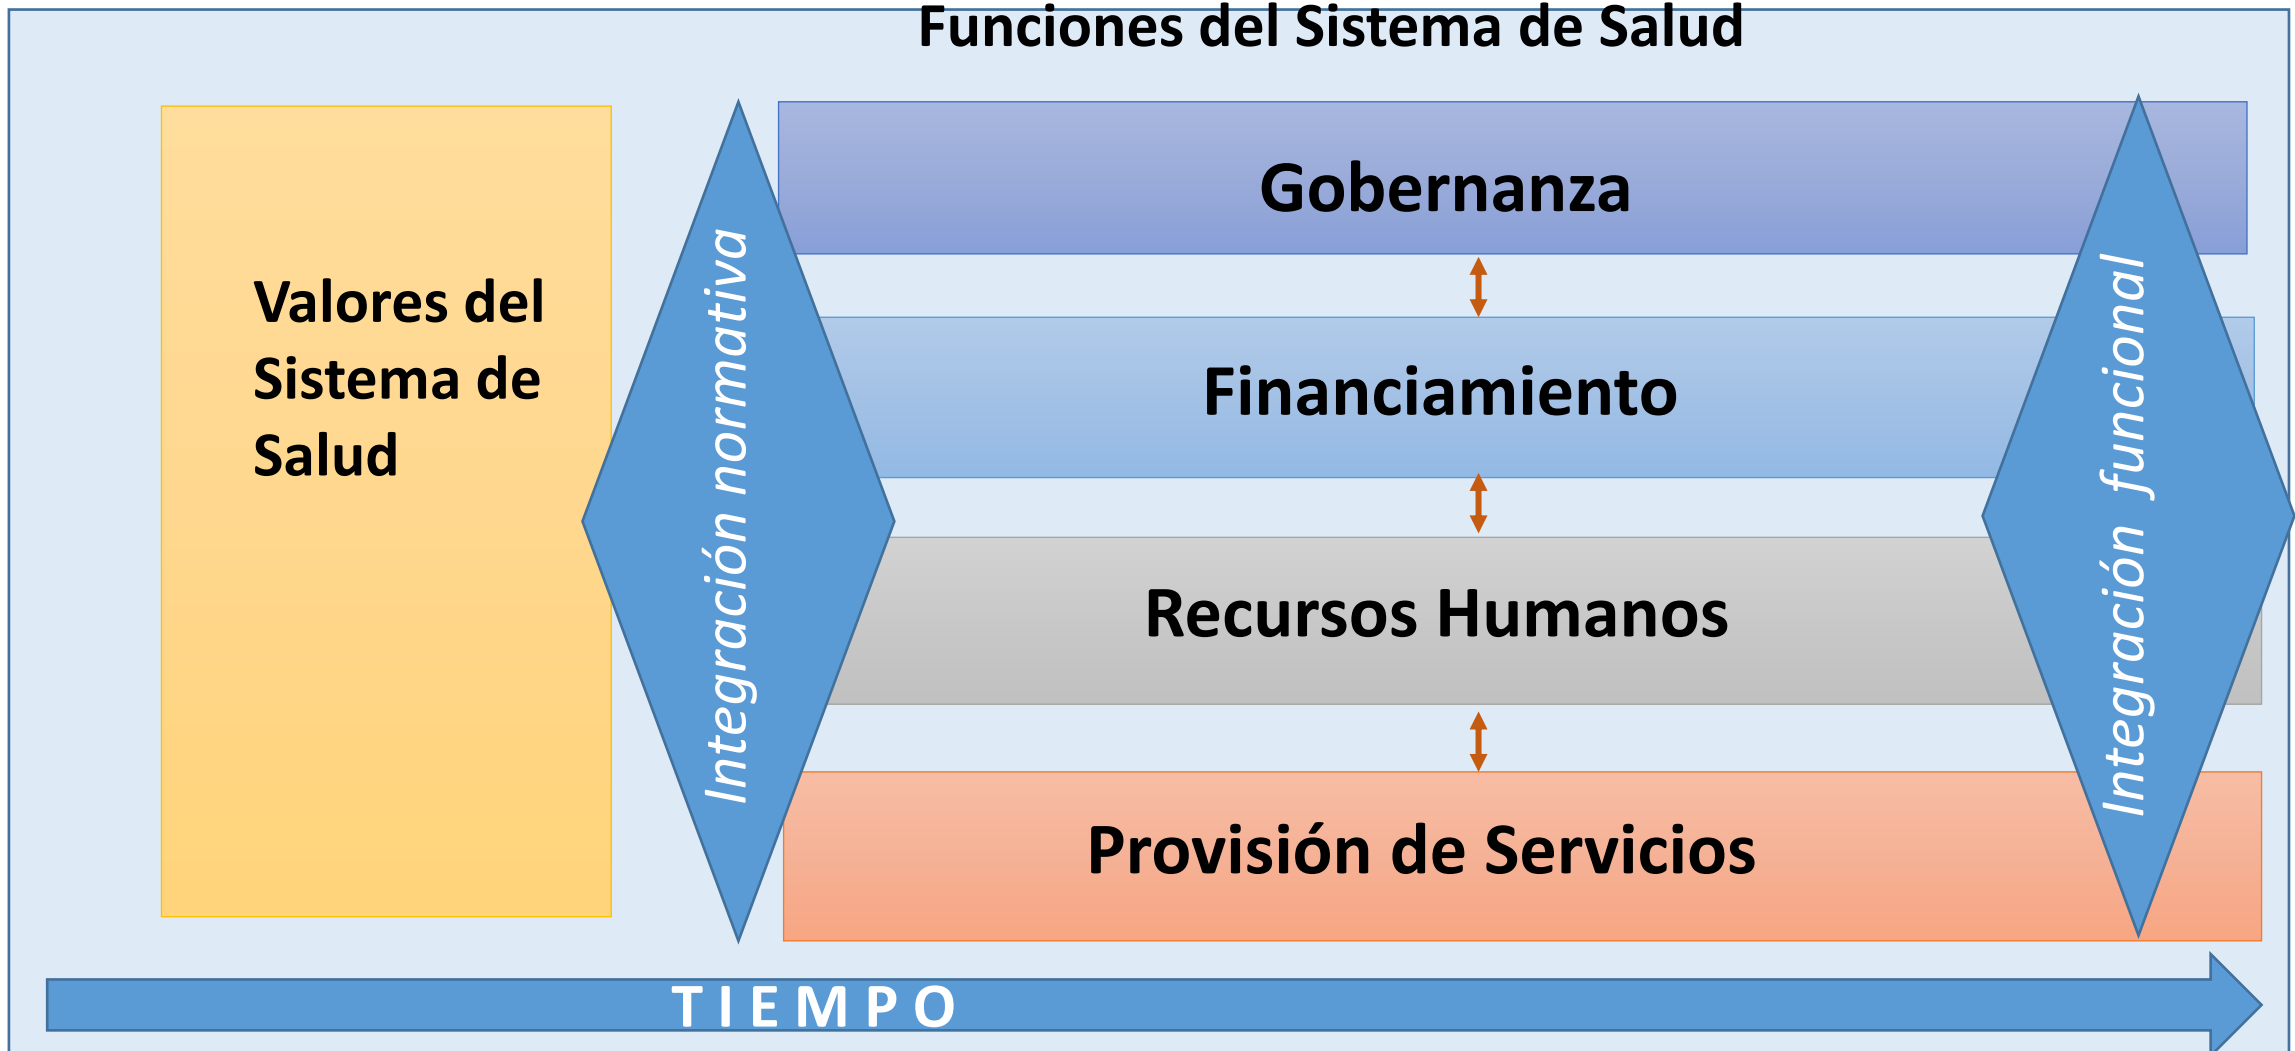 Funciones del Sistema de Salud
Valores del
Sistema de
Salud
Integración normativa
Gobernanza
Financiamiento
Recursos Humanos
Provisión de Servicios
Integración funcional
TIEMPO